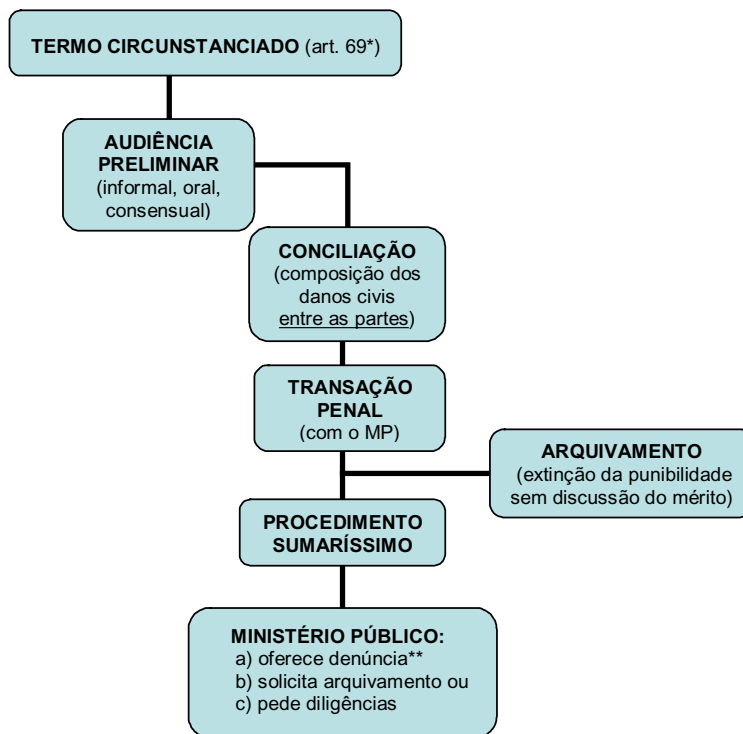 TERMO CIRCUNSTANCIADO (art. 69*)
AUDIÊNCIA
PRELIMINAR
(informal, oral,
consensual)
CONCILIAÇÃO
(composição dos
danos civis
entre as partes)
TRANSAÇÃO
PENAL
(com o MP)
ARQUIVAMENTO
(extinção da punibilidade
sem discussão do mérito)
PROCEDIMENTO
SUMARÍSSIMO
MINISTÉRIO PÚBLICO:
a) oferece denúncia**
b) solicita arquivamento ou
c) pede diligências